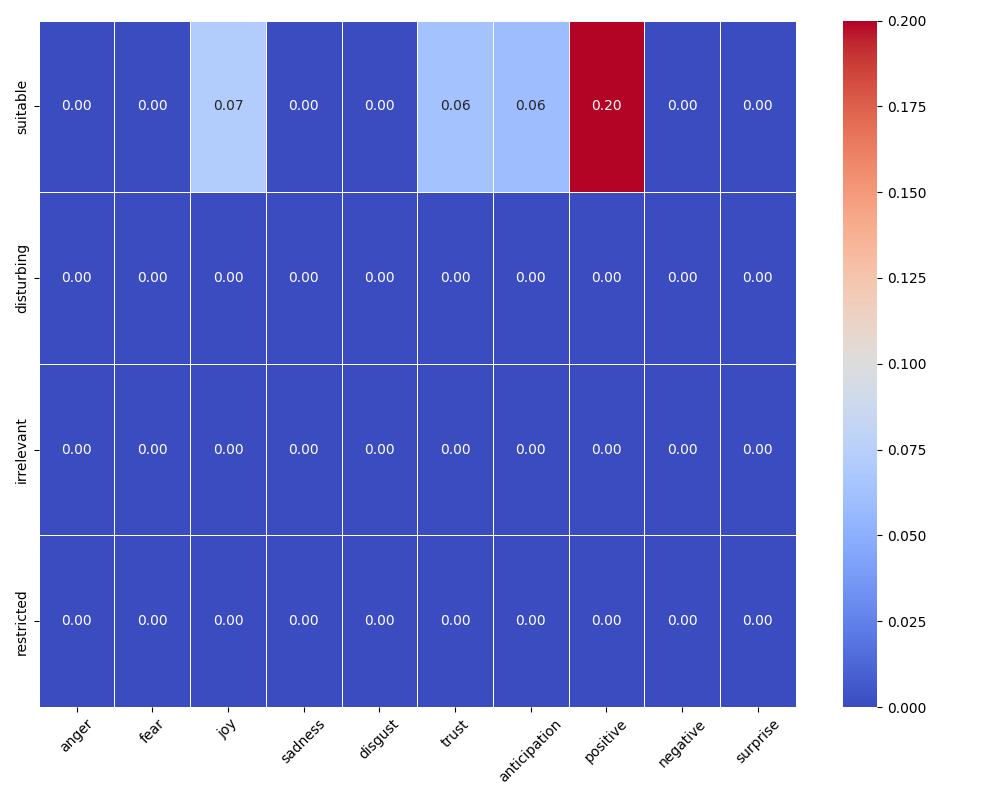 suitable 0.00 0.00 0.07 0.00 0.00 0.06 0.06 0.20 0.00 0.00
disturbing 0.00 0.00 0.00 0.00 0.00 0.00 0.00 0.00 0.00 0.00
irrelevant 0.00 0.00 0.00 0.00 0.00 0.00 0.00 0.00 0.00 0.00
restricted 0.00 0.00 0.00 0.00 0.00 0.00 0.00 0.00 0.00 0.00
anger fear joy sadness disgust trust anticipation positive negative surprise
0.200
0.175
0.150
0.125
0.100
0.075
0.050
0.025
0.000